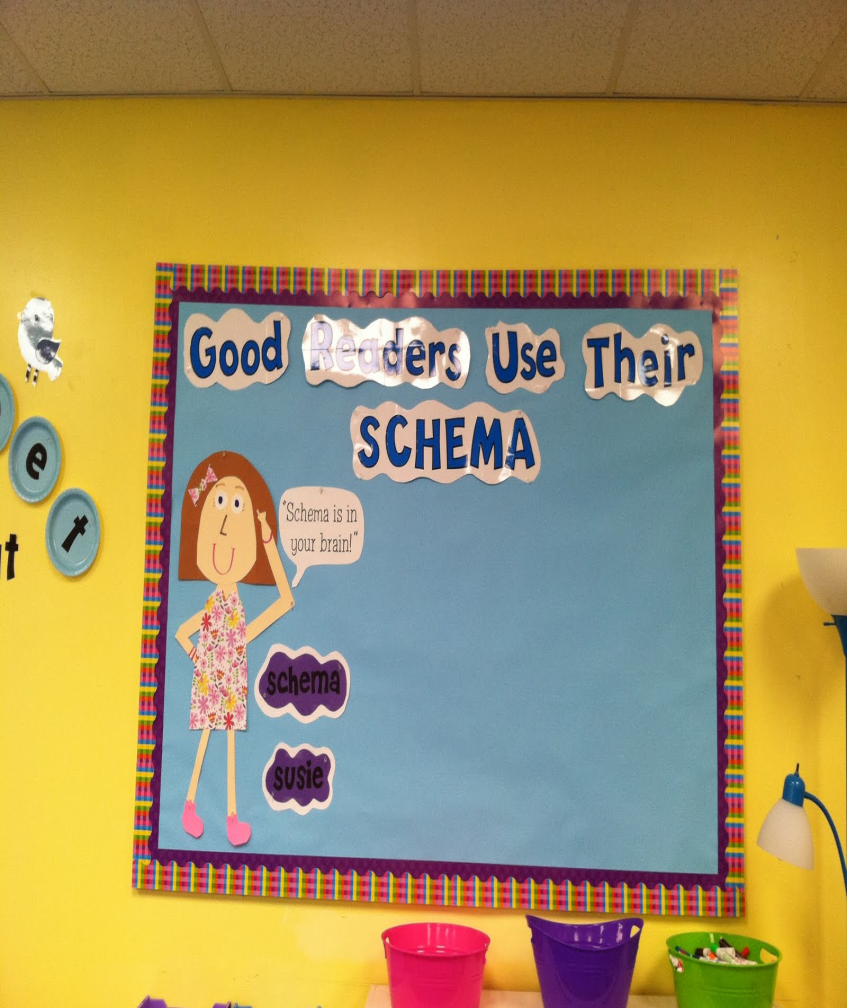 Good Readers Use Their
SCHEMA
"Schema is in
your brain!"
schema
susie
e
t